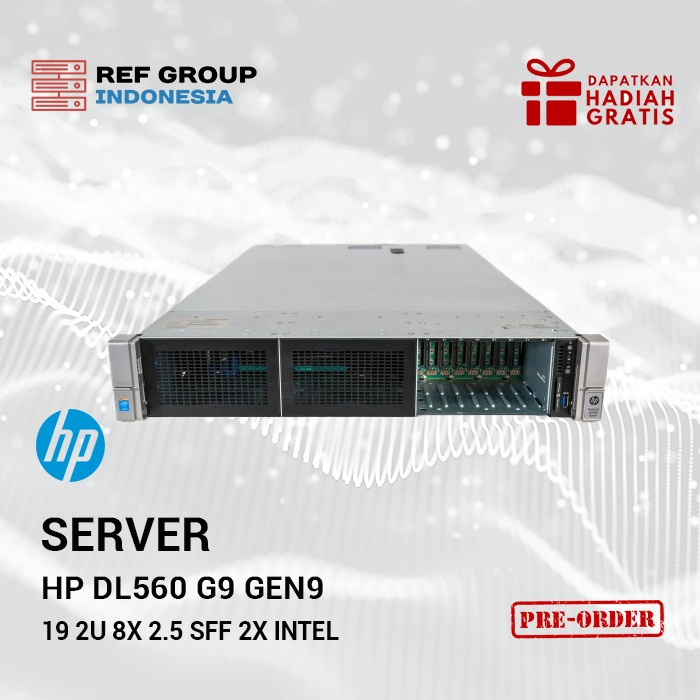 REF GROUP
INDONESIA
DAPATKAN
HADIAH
GRATIS
hp
SERVER
HP DL560 G9 GEN9
19 2U 8X 2.5 SFF 2X INTEL
PRE-ORDER